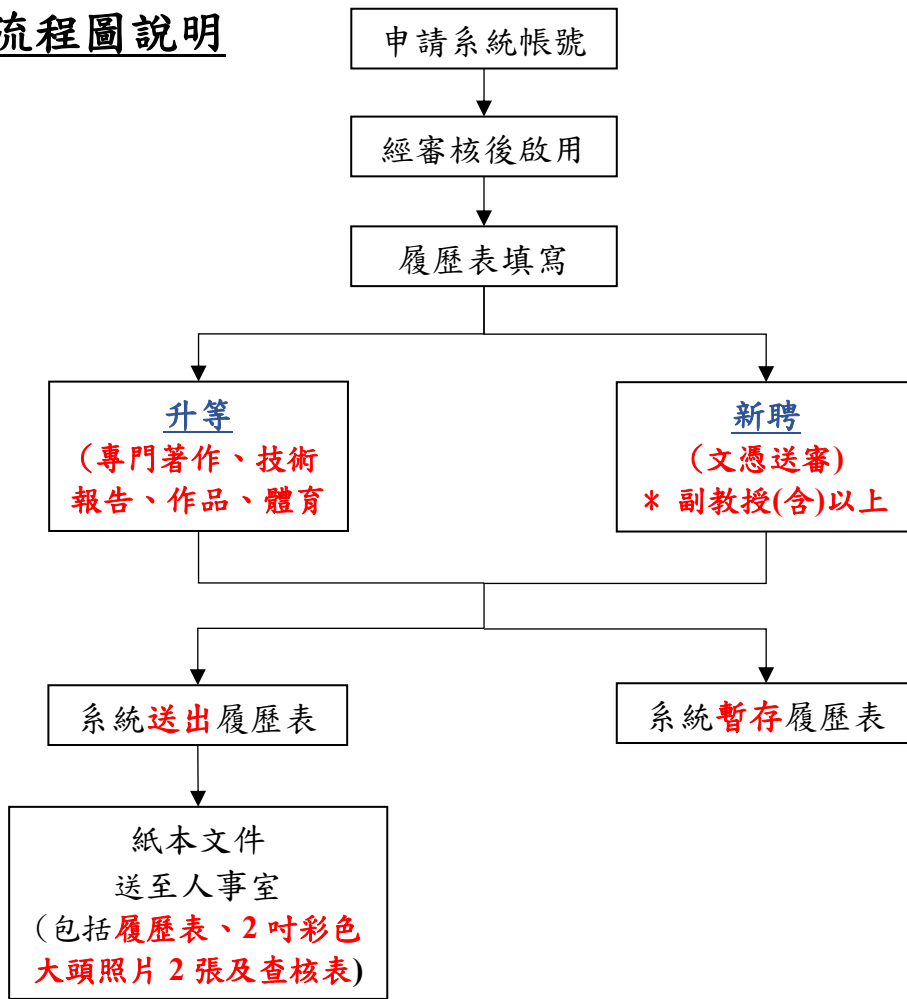 流程圖說明
申請系統帳號
經審核後啟用
履歷表填寫
升等
（專門著作、技術
報告、作品、體育
新聘
（文憑送審)
* 副教授(含)以上
系統送出履歷表
系統暫存履歷表
紙本文件
送至人事室
（包括履歷表、2 吋彩色
大頭照片 2 張及查核表)